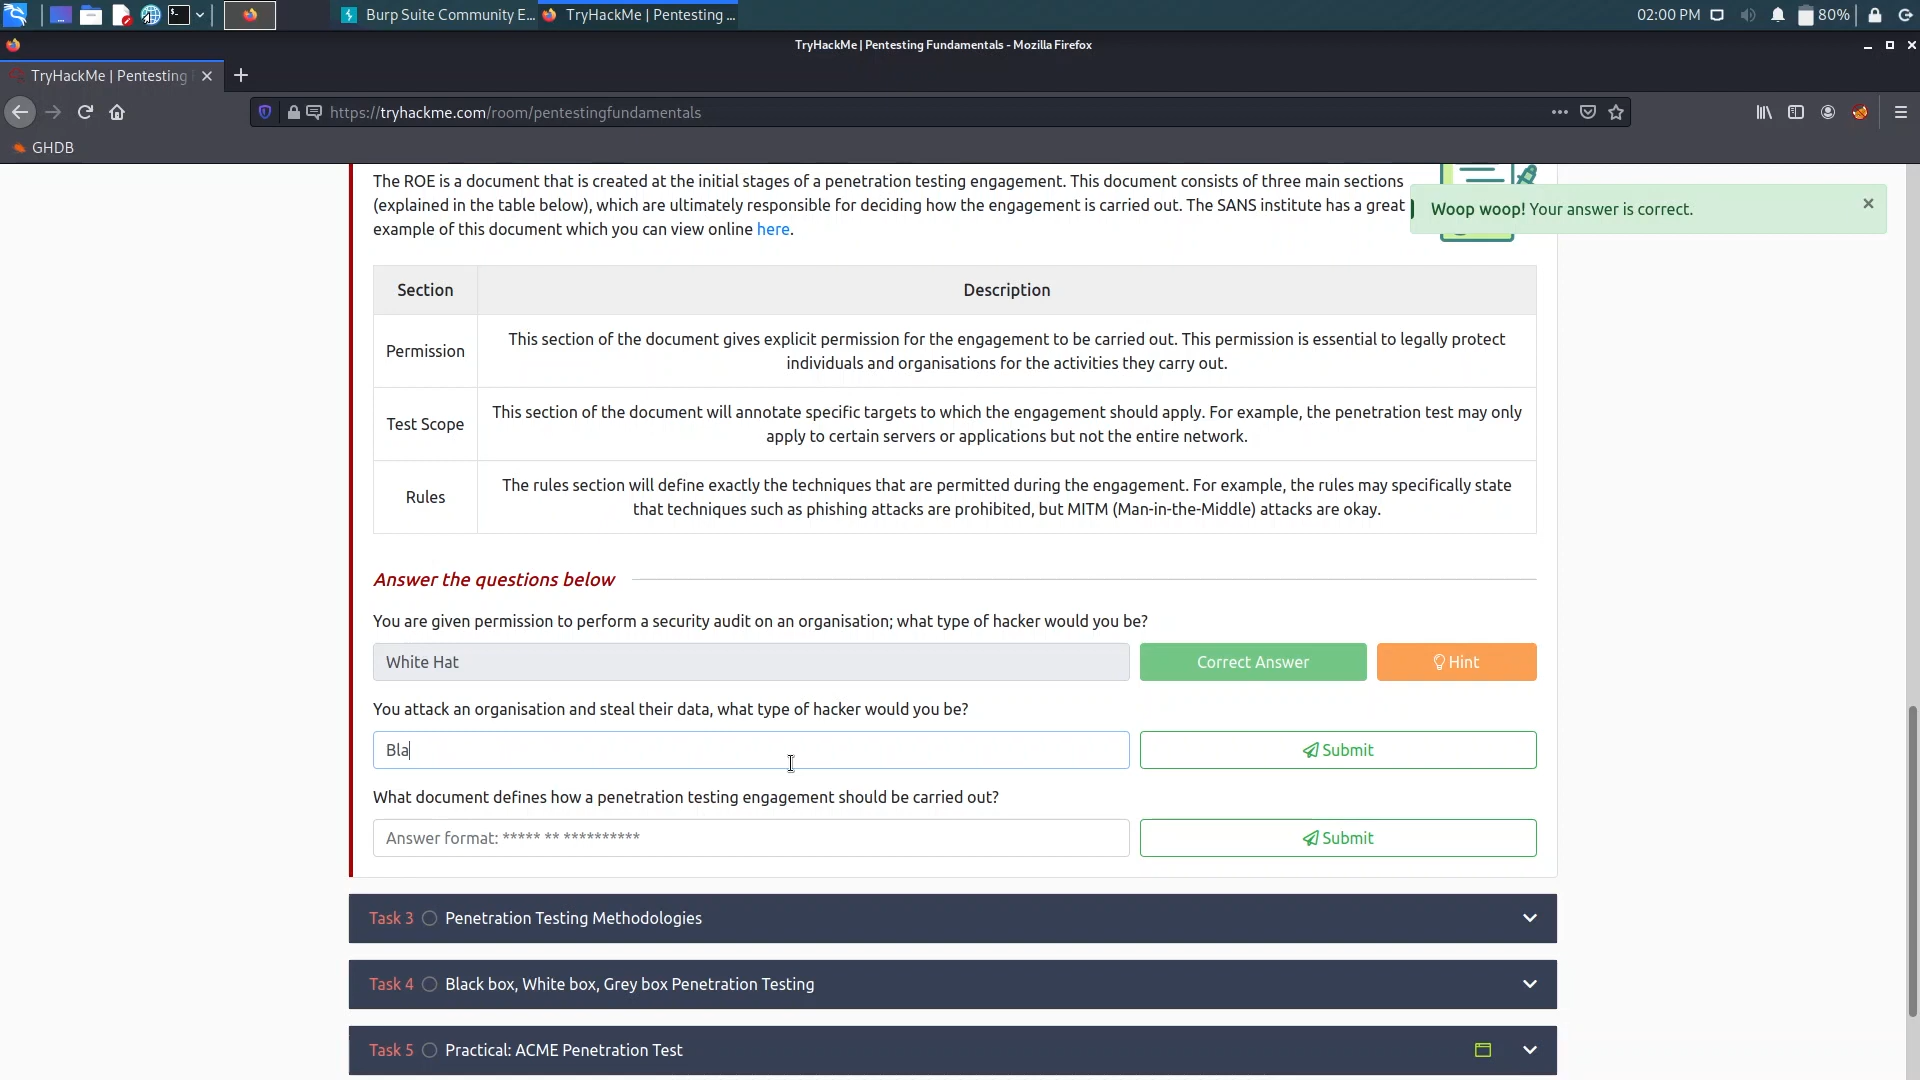 Burp Suite Community E...
TryHackMe | Pentesting ...
02:00 PM
80%
TryHackMe | Pentesting Fundamentals - Mozilla Firefox
TryHackMe | Pentesting
https://tryhackme.com/room/pentestingfundamentals
GHDB
The ROE is a document that is created at the initial stages of a penetration testing engagement. This document consists of three main sections
(explained in the table below), which are ultimately responsible for deciding how the engagement is carried out. The SANS institute has a great
example of this document which you can view online here.
Woop woop! Your answer is correct.
Section
Description
Permission
This section of the document gives explicit permission for the engagement to be carried out. This permission is essential to legally protect
individuals and organisations for the activities they carry out.
Test Scope
This section of the document will annotate specific targets to which the engagement should apply. For example, the penetration test may only
apply to certain servers or applications but not the entire network.
Rules
The rules section will define exactly the techniques that are permitted during the engagement. For example, the rules may specifically state
that techniques such as phishing attacks are prohibited, but MITM (Man-in-the-Middle) attacks are okay.
Answer the questions below
You are given permission to perform a security audit on an organisation; what type of hacker would you be?
White Hat
Correct Answer
Hint
You attack an organisation and steal their data, what type of hacker would you be?
Bla
Submit
What document defines how a penetration testing engagement should be carried out?
Answer format: ***** ** **********
Submit
Task 3 Penetration Testing Methodologies
Task 4 Black box, White box, Grey box Penetration Testing
Task 5 Practical: ACME Penetration Test